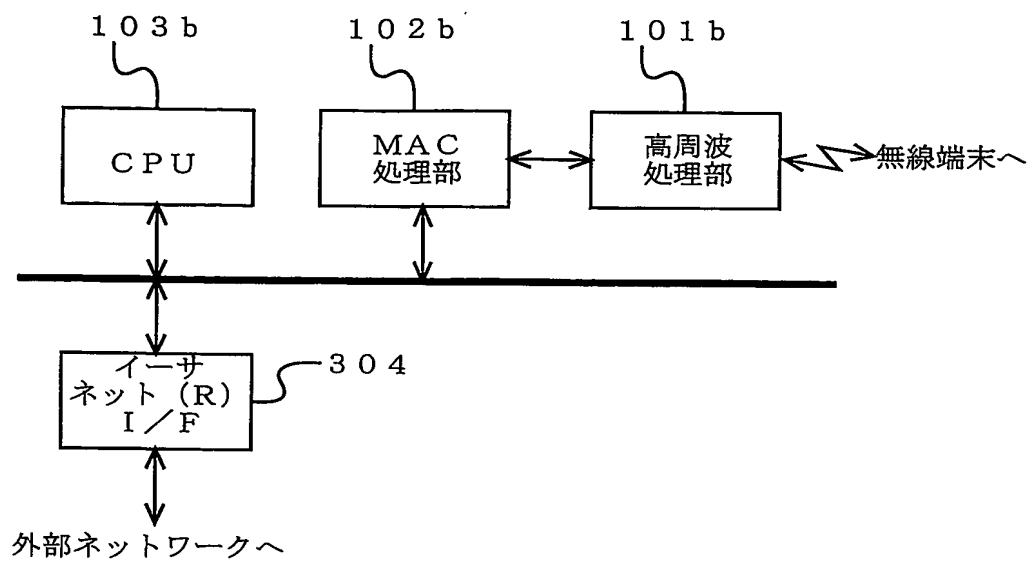 １０３ｂ
１０２ｂ
１０１ｂ
ＣＰＵ
ＭＡＣ
処理部
高周波
処理部
無線端末へ
イーサ
ネット（Ｒ）
Ｉ／Ｆ
３０４
外部ネットワークへ